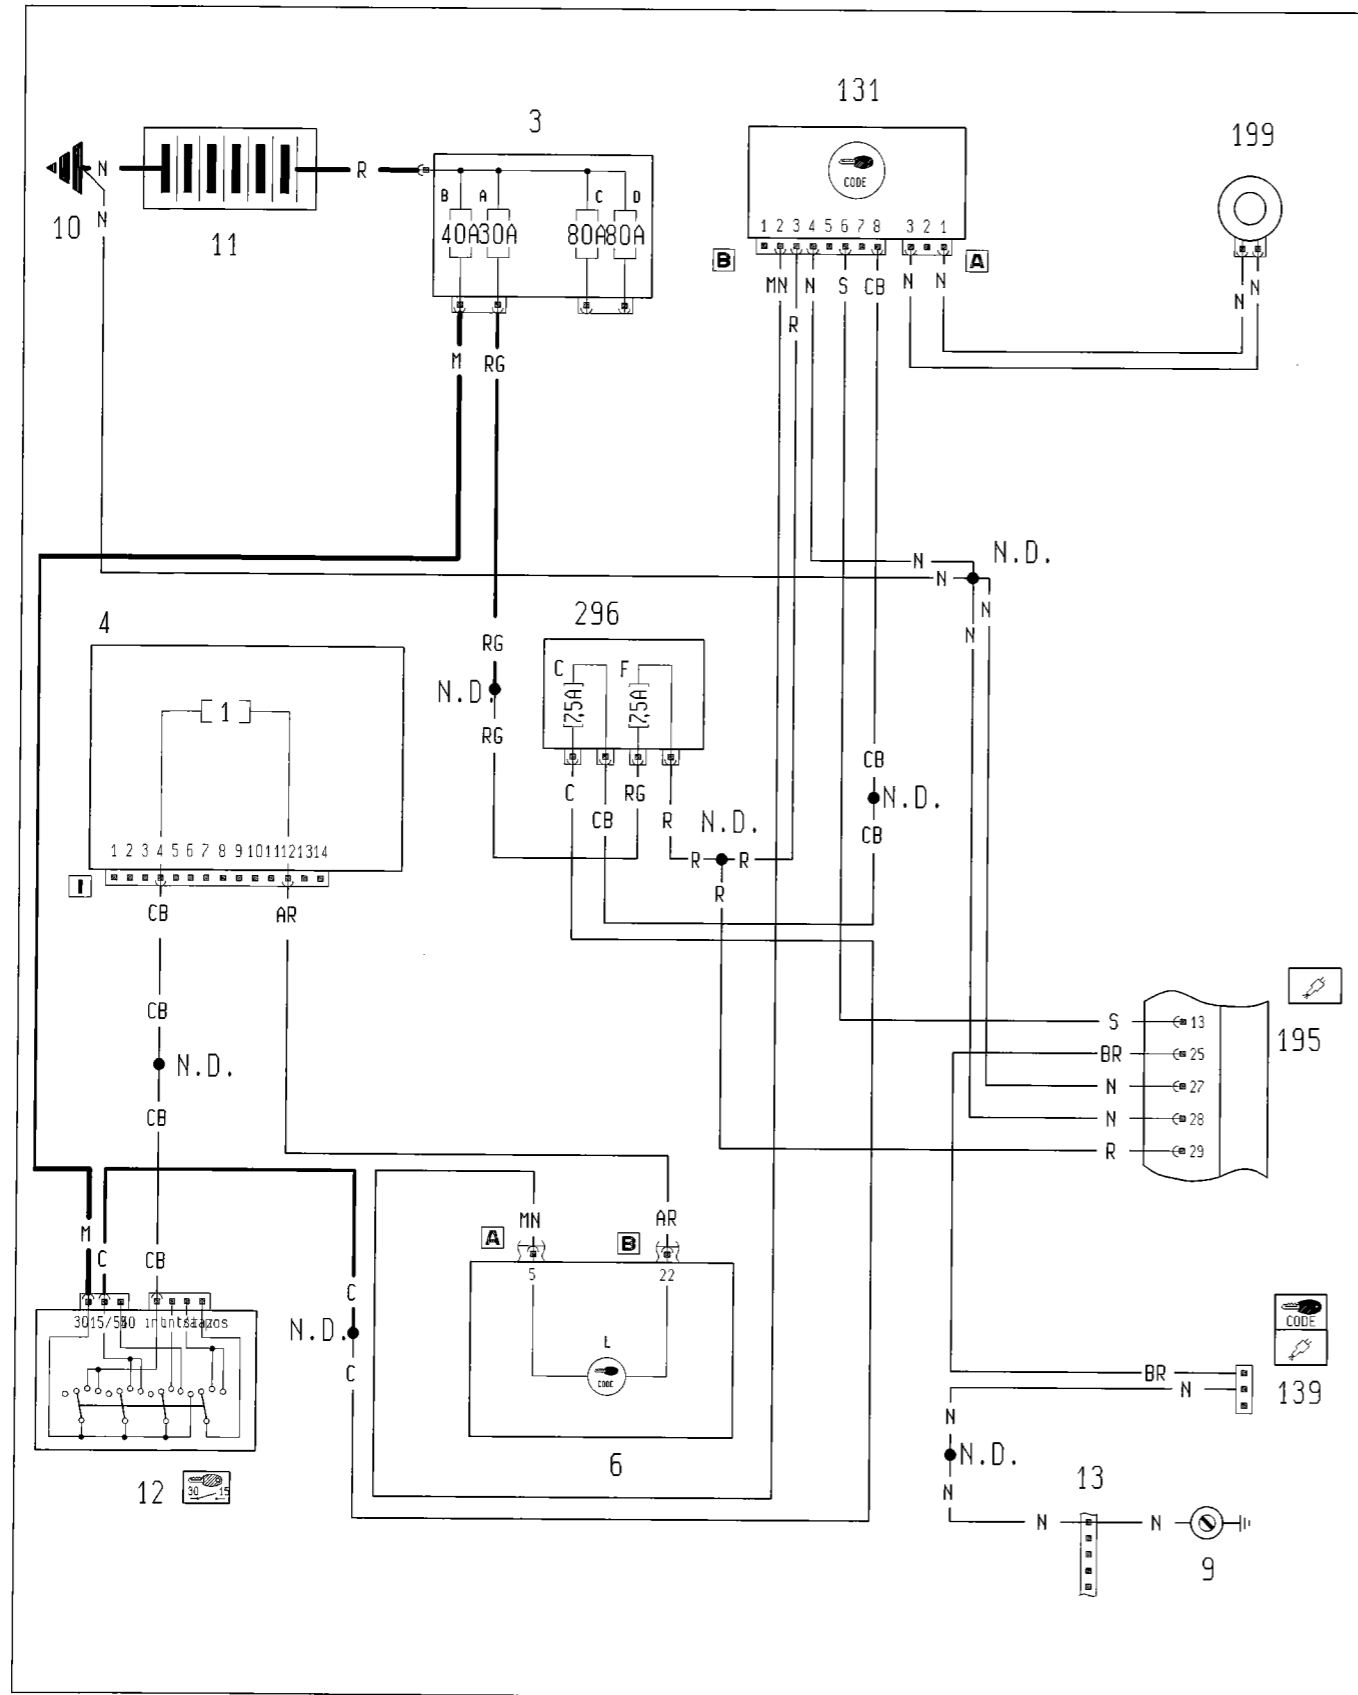 131
3
199
CODE
N
R
B A C D
10
N
11
40A 30A 80A 80A
1 2 3 4 5 6 7 8 3 2 1
B
A
MN N S CB N N
N N
R
M RG
N N.D.
N
N
N
296
4
RG
C F
N.D.
1
7,5A 7,5A
RG
CB
C RG
N.D.
CB R N.D.
CB
1 2 3 4 5 6 7 8 9 10 11 12 13 14
R R
I
R
CB AR
CB
S 13
195
BR 25
N.D.
N 27
CB
N 28
R 29
MN AR
M
A B
C CB
5 22
C
CODE
30 15/54
N.D.
L
C
BR
CODE
N
139
N
N.D.
6
12
30 15
13
N
N N
9